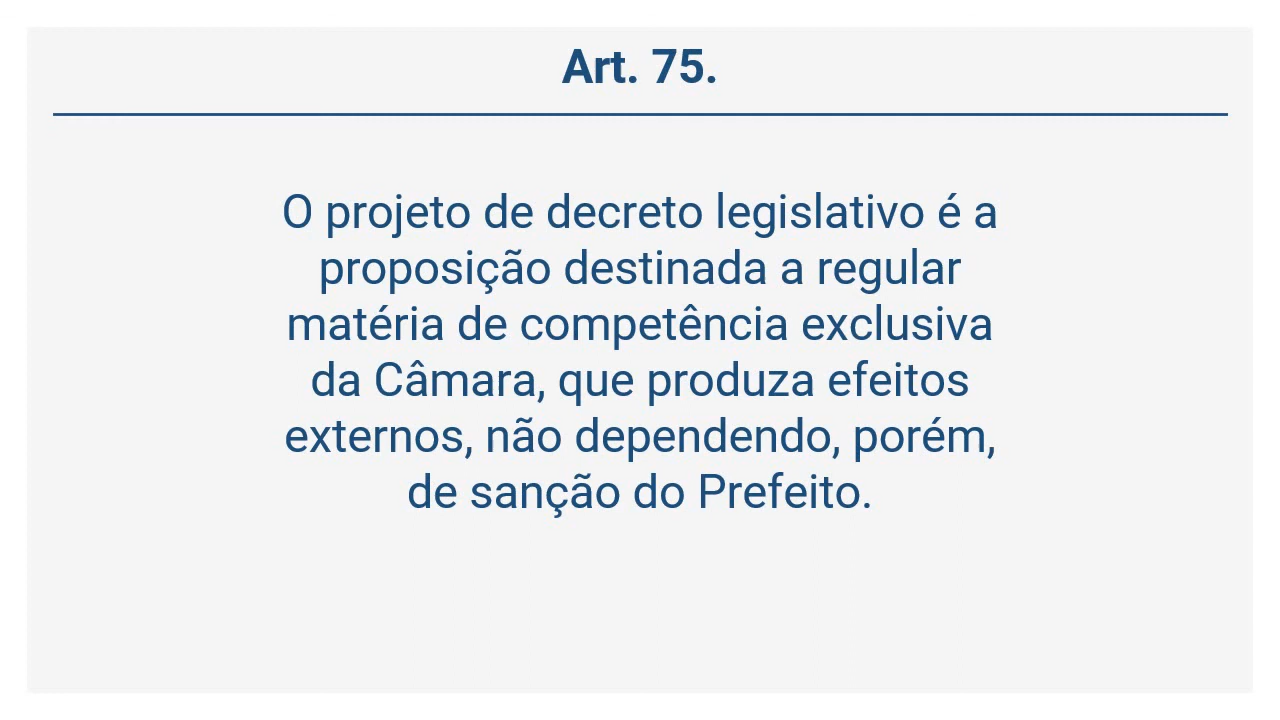 Art. 75.
O projeto de decreto legislativo é a
proposição destinada a regular
matéria de competência exclusiva
da Câmara, que produza efeitos
externos, não dependendo, porém,
de sanção do Prefeito.